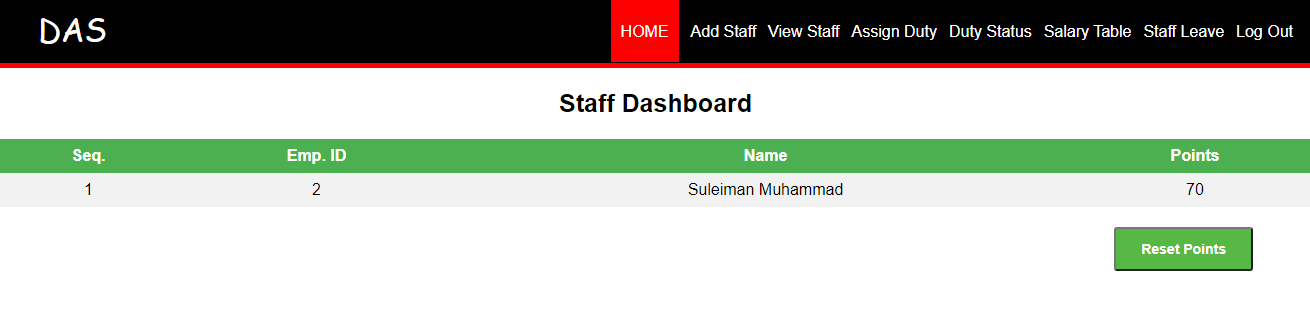 DAS HOME Add Staff View Staff Assign Duty Duty Status Salary Table Staff Leave Log Out
Staff Dashboard
Seq. Emp. ID Name Points
1 2 Suleiman Muhammad 70
Reset Points